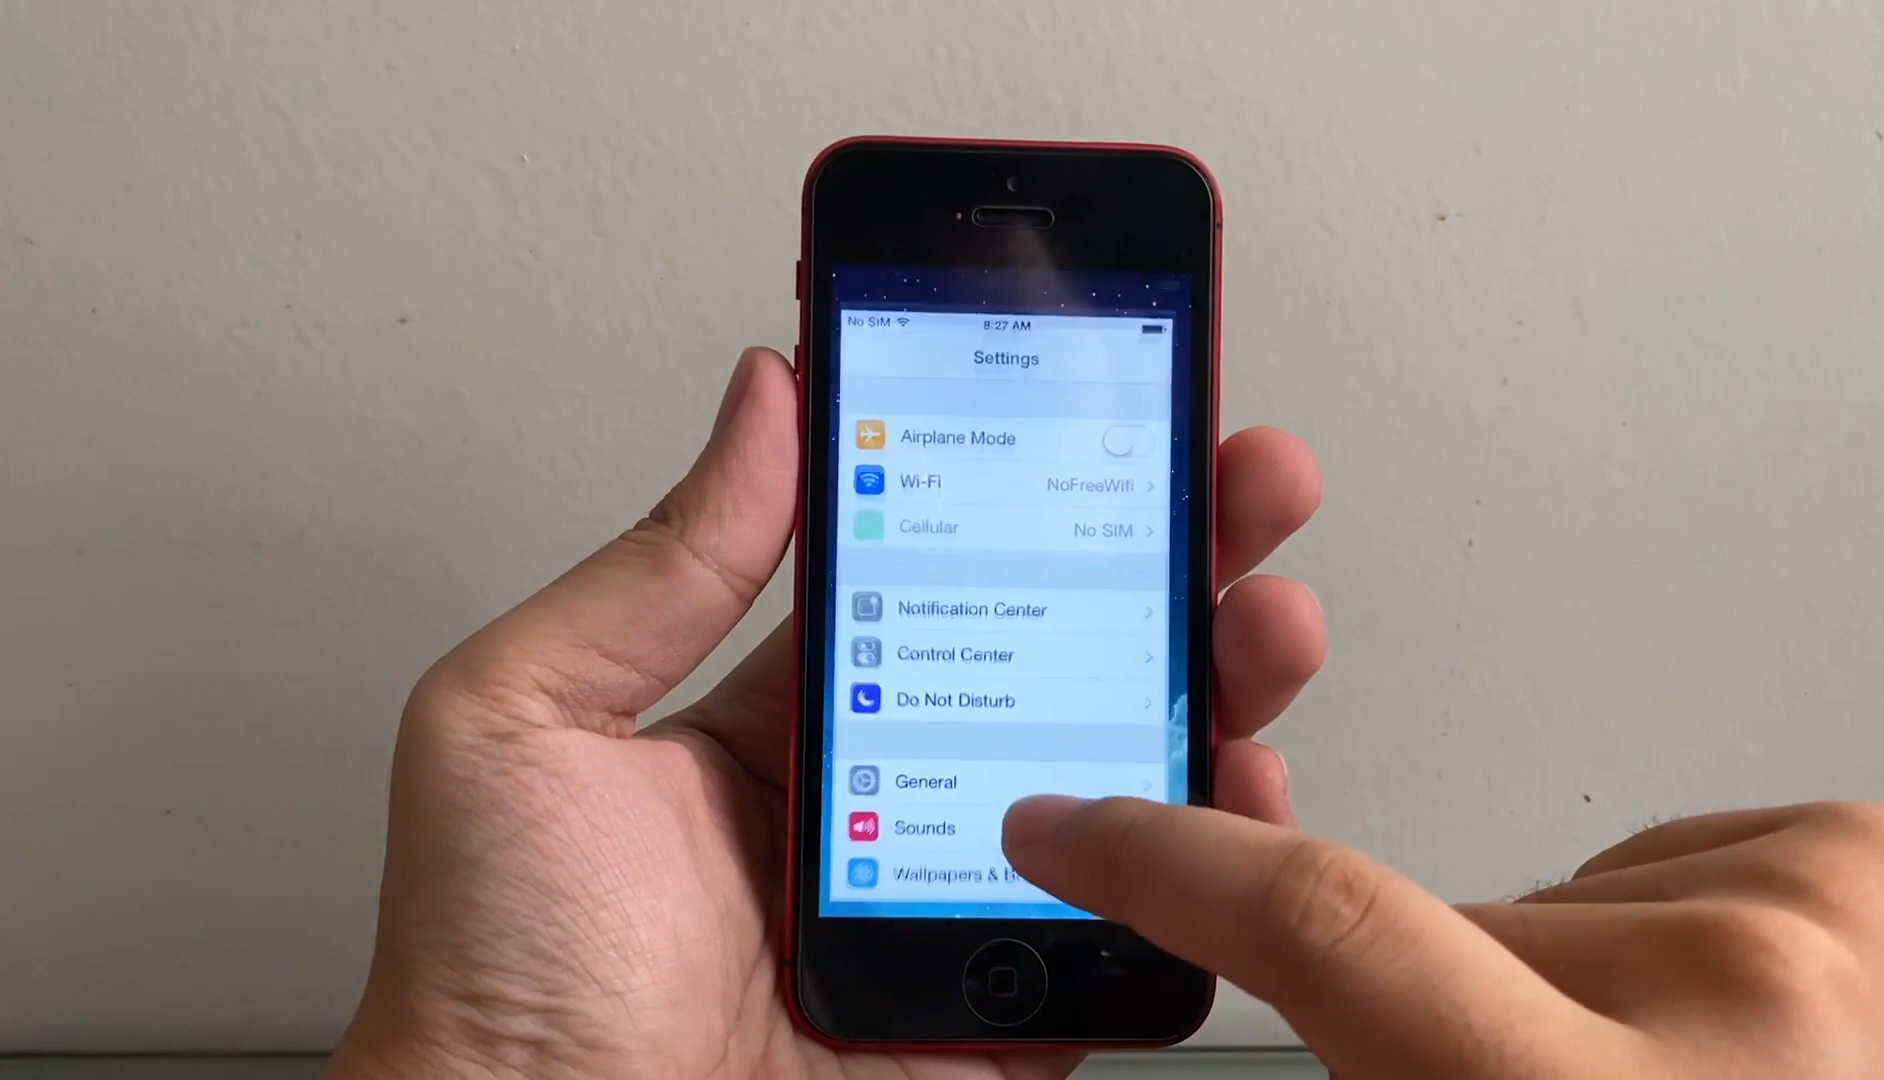 No SIM 8:27 AM
Settings
Airplane Mode
Wi-Fi NoFreeWifi
Cellular No SIM
Notification Center
Control Center
Do Not Disturb
General
Sounds
Wallpapers &